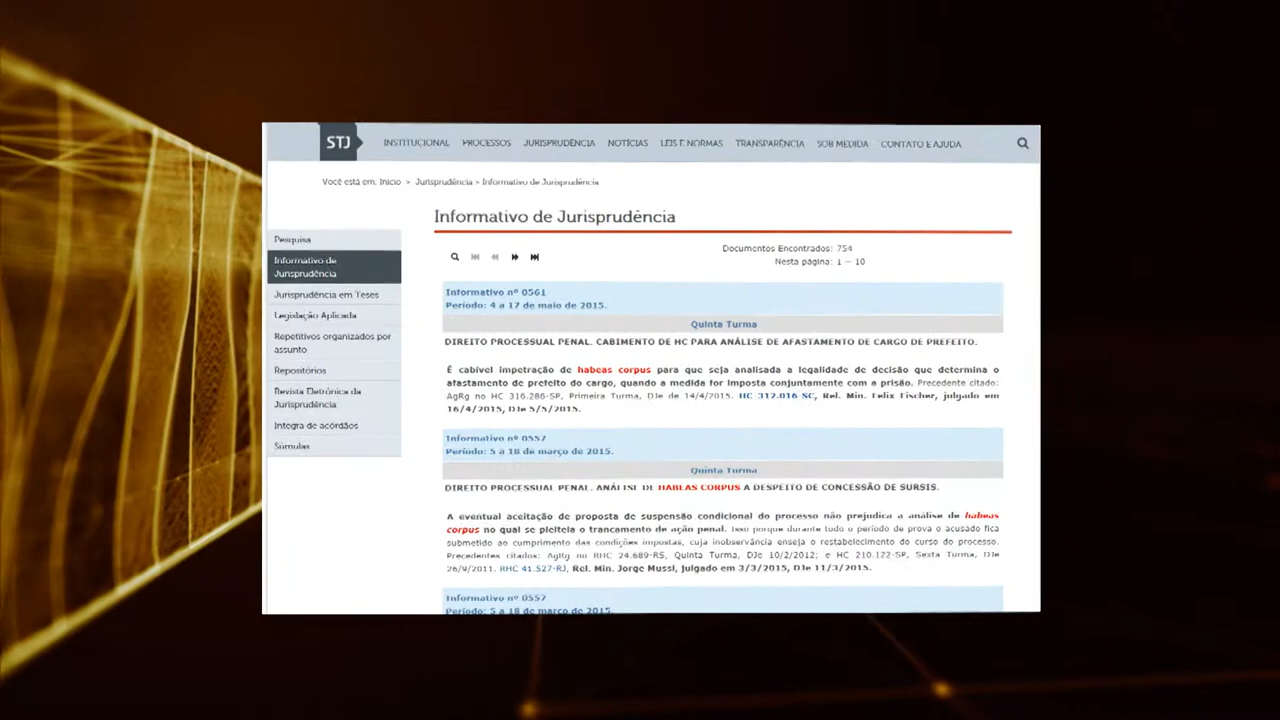 STJ
INSTITUCIONAL PROCESSOS JURISPRUDÊNCIA NOTÍCIAS LEIS E NORMAS TRANSPARÊNCIA SOB MEDIDA CONTATO E AJUDA
Você está em: Início > Jurisprudência > Informativo de Jurisprudência
Pesquisa
Informativo de
Jurisprudência
Jurisprudência em Teses
Legislação Aplicada
Repetitivos organizados por
assunto
Repositórios
Revista Eletrônica da
Jurisprudência
Íntegra de acórdãos
Súmulas
Informativo de Jurisprudência
Documentos Encontrados: 754
Nesta página: 1 - 10
Informativo nº 0561
Período: 4 a 17 de maio de 2015.
Quinta Turma
DIREITO PROCESSUAL PENAL. CABIMENTO DE HC PARA ANÁLISE DE AFASTAMENTO DE CARGO DE PREFEITO.
É cabível impetração de habeas corpus para que seja analisada a legalidade de decisão que determina o
afastamento de prefeito do cargo, quando a medida for imposta conjuntamente com a prisão. Precedente citado:
AgRg no HC 316.286-SP, Primeira Turma, DJe de 14/4/2015. HC 312.016-SC, Rel. Min. Felix Fischer, julgado em
16/4/2015, DJe 5/5/2015.
Informativo nº 0557
Período: 5 a 18 de março de 2015.
Quinta Turma
DIREITO PROCESSUAL PENAL. ANÁLISE DE HABEAS CORPUS A DESPEITO DE CONCESSÃO DE SURSIS.
A eventual aceitação de proposta de suspensão condicional do processo não prejudica a análise de habeas
corpus no qual se pleiteia o trancamento de ação penal. Isso porque durante todo o período de prova o acusado fica
submetido ao cumprimento das condições impostas, cuja inobservância enseja o restabelecimento do curso do processo.
Precedentes citados: AgRg no RHC 24.689-RS, Quinta Turma, DJe 10/2/2012; e HC 210.122-SP, Sexta Turma, DJe
26/9/2011. RHC 41.527-RJ, Rel. Min. Jorge Mussi, julgado em 3/3/2015, DJe 11/3/2015.
Informativo nº 0557
Período: 5 a 18 de março de 2015.